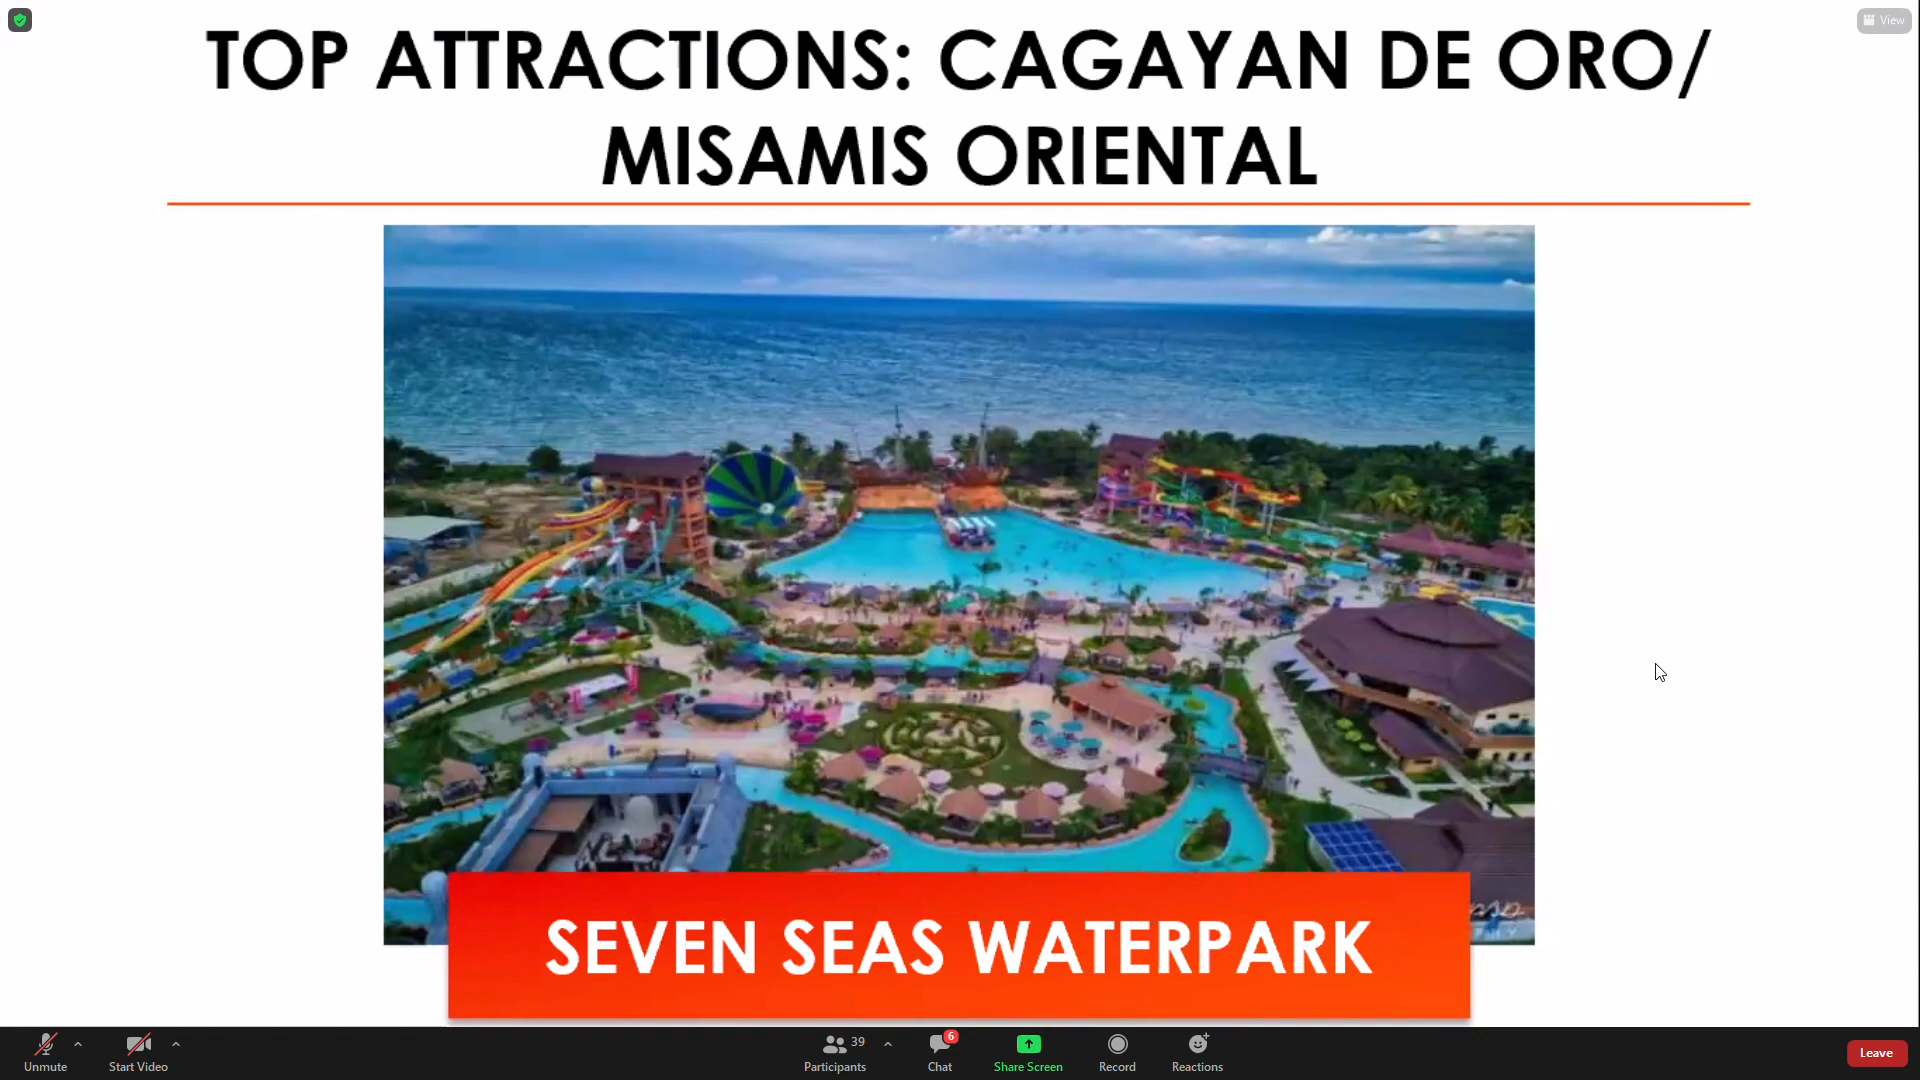 View
TOP ATTRACTIONS: CAGAYAN DE ORO/
MISAMIS ORIENTAL
SEVEN SEAS WATERPARK
39
6
Unmute
Start Video
Participants
Chat
Share Screen
Record
Reactions
Leave